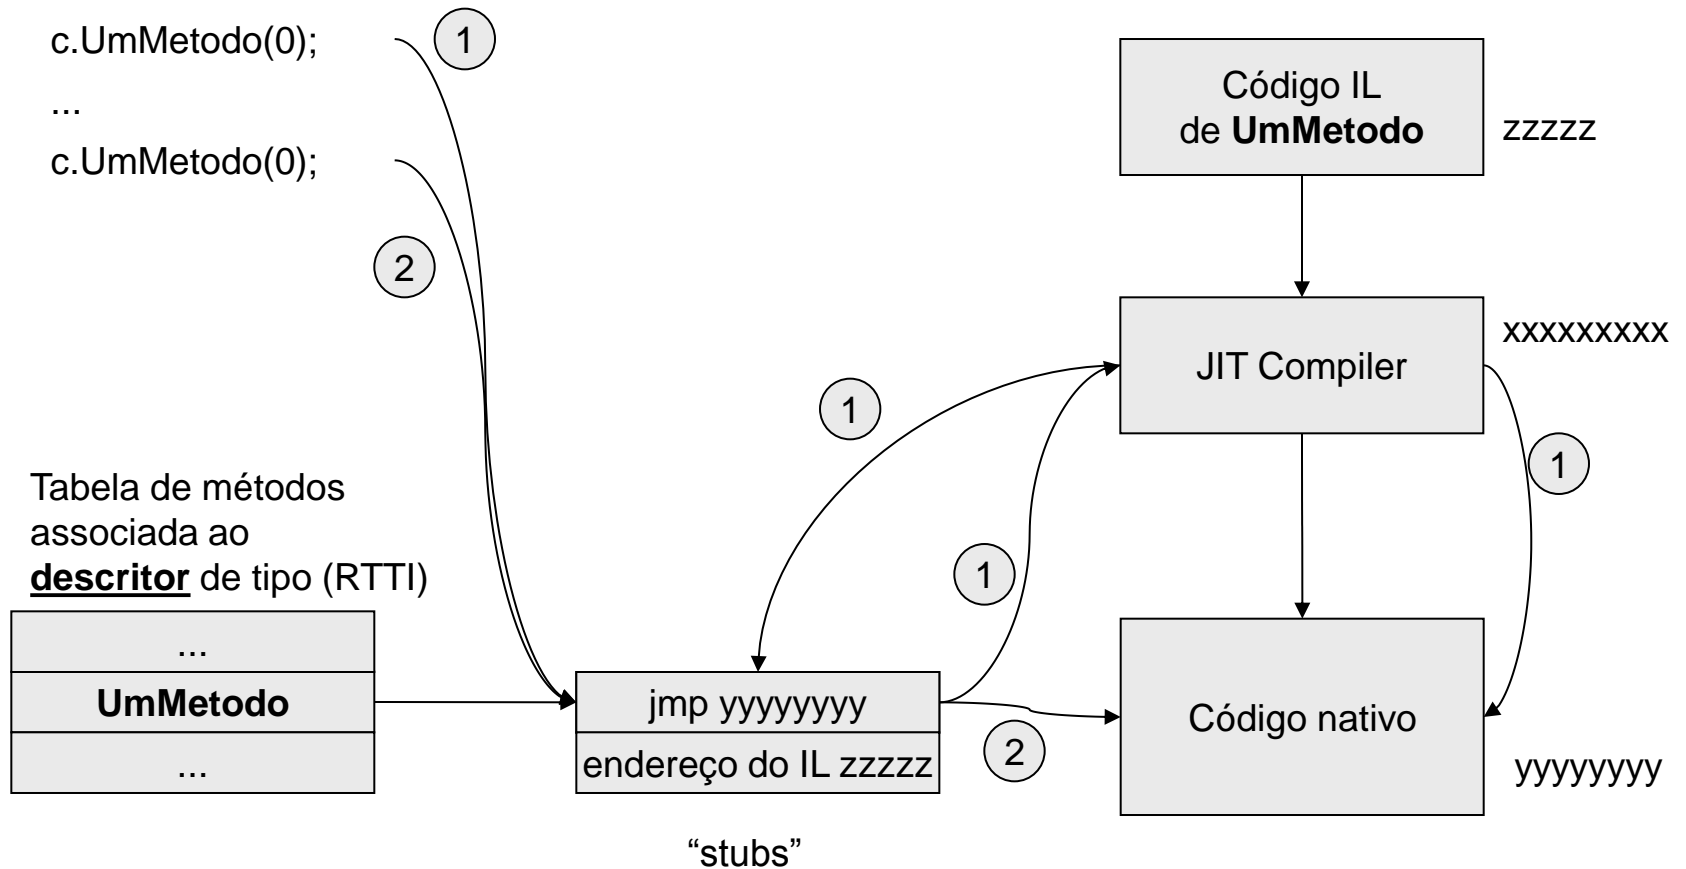 c.UmMetodo(0);
...
c.UmMetodo(0);
1
2
Código IL
de UmMetodo
zzzzz
JIT Compiler
xxxxxxxxx
1
1
1
Tabela de métodos
associada ao
descritor de tipo (RTTI)
...
UmMetodo
...
jmp yyyyyyyy
endereço do IL zzzzz
2
Código nativo
yyyyyyyy
“stubs”